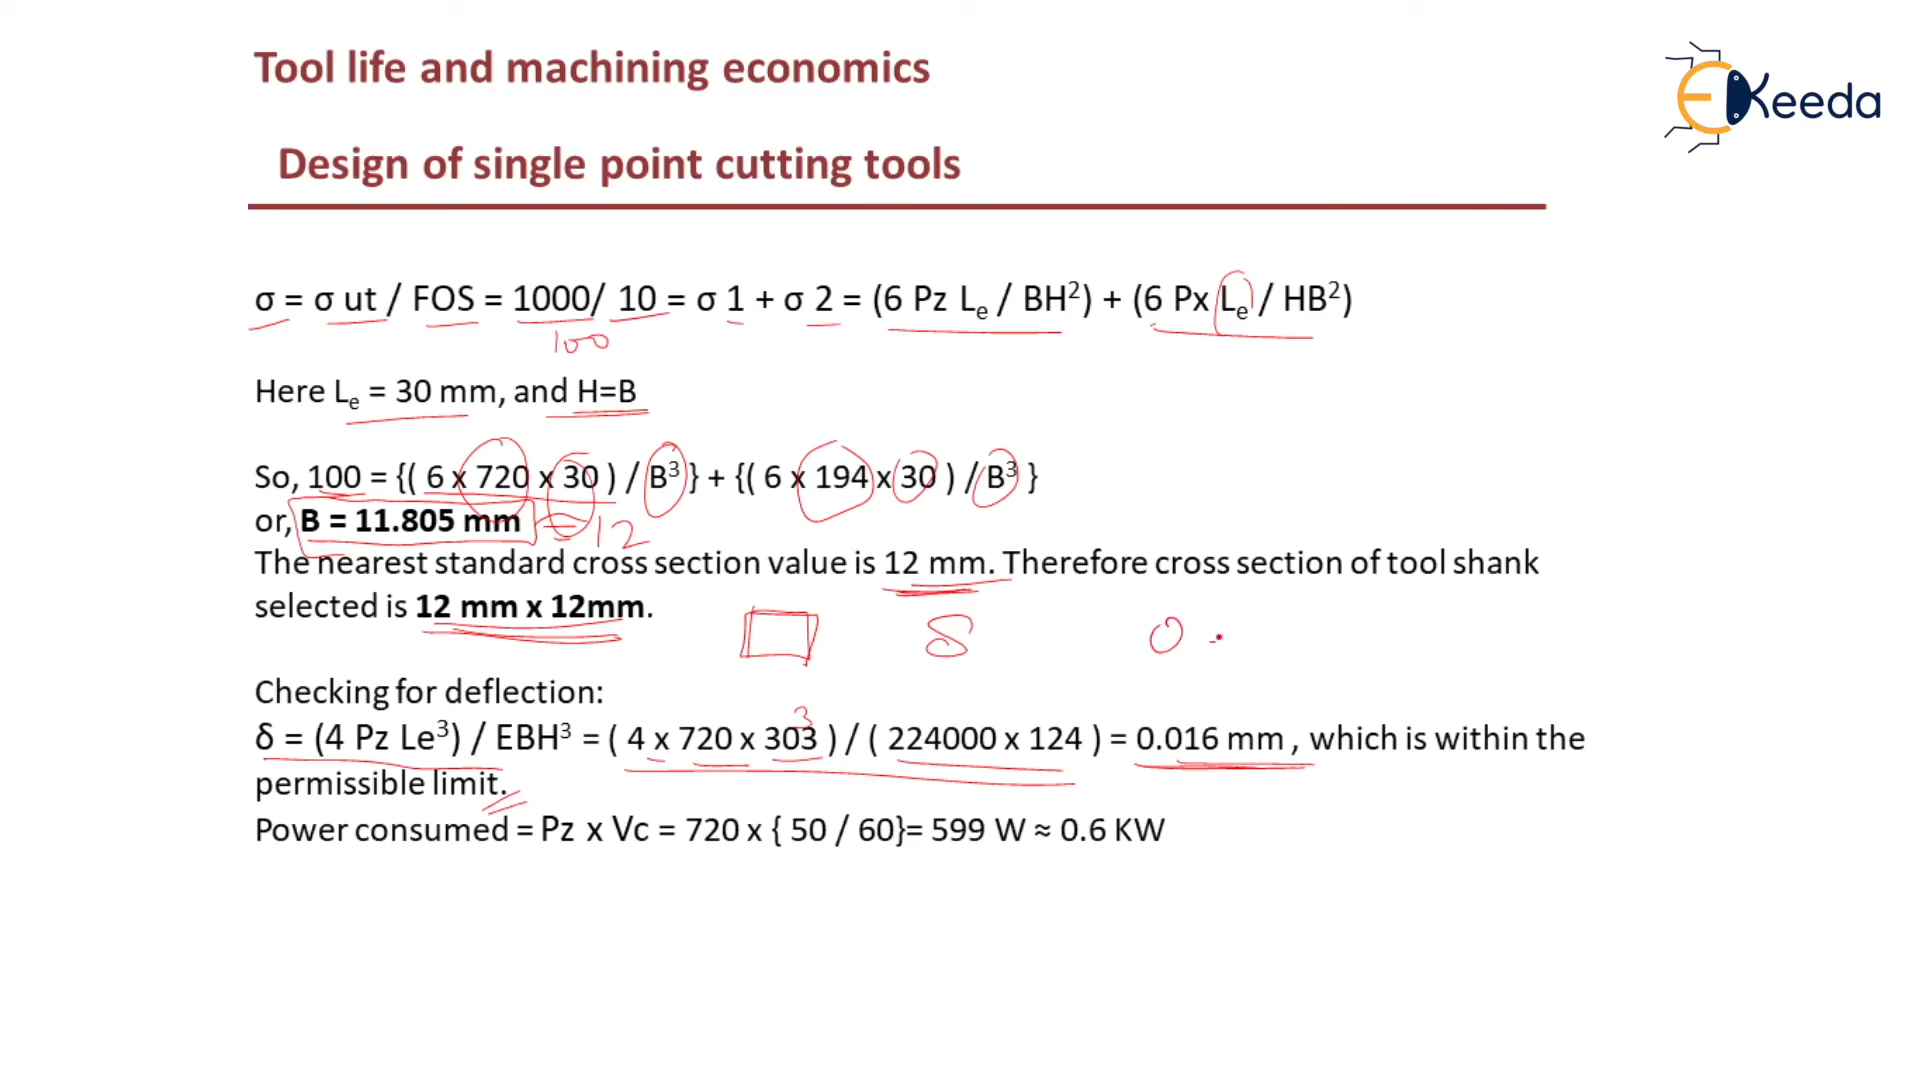 Tool life and machining economics
Keeda
Design of single point cutting tools
σ = σ ut / FOS = 1000/ 10 = σ 1 + σ 2 = (6 Pz Lₑ / BH²) + (6 Px Lₑ / HB²)
100
Here Lₑ = 30 mm, and H=B
So, 100 = {( 6 x 720 x 30 ) / B³ } + {( 6 x 194 x 30 ) / B³ }
or, B = 11.805 mm = 12
The nearest standard cross section value is 12 mm. Therefore cross section of tool shank
selected is 12 mm x 12mm.
δ 0.
Checking for deflection:
3
δ = (4 Pz Le³) / EBH³ = ( 4 x 720 x 303 ) / ( 224000 x 124 ) = 0.016 mm , which is within the
permissible limit.
Power consumed = Pz x Vc = 720 x { 50 / 60}= 599 W ≈ 0.6 KW